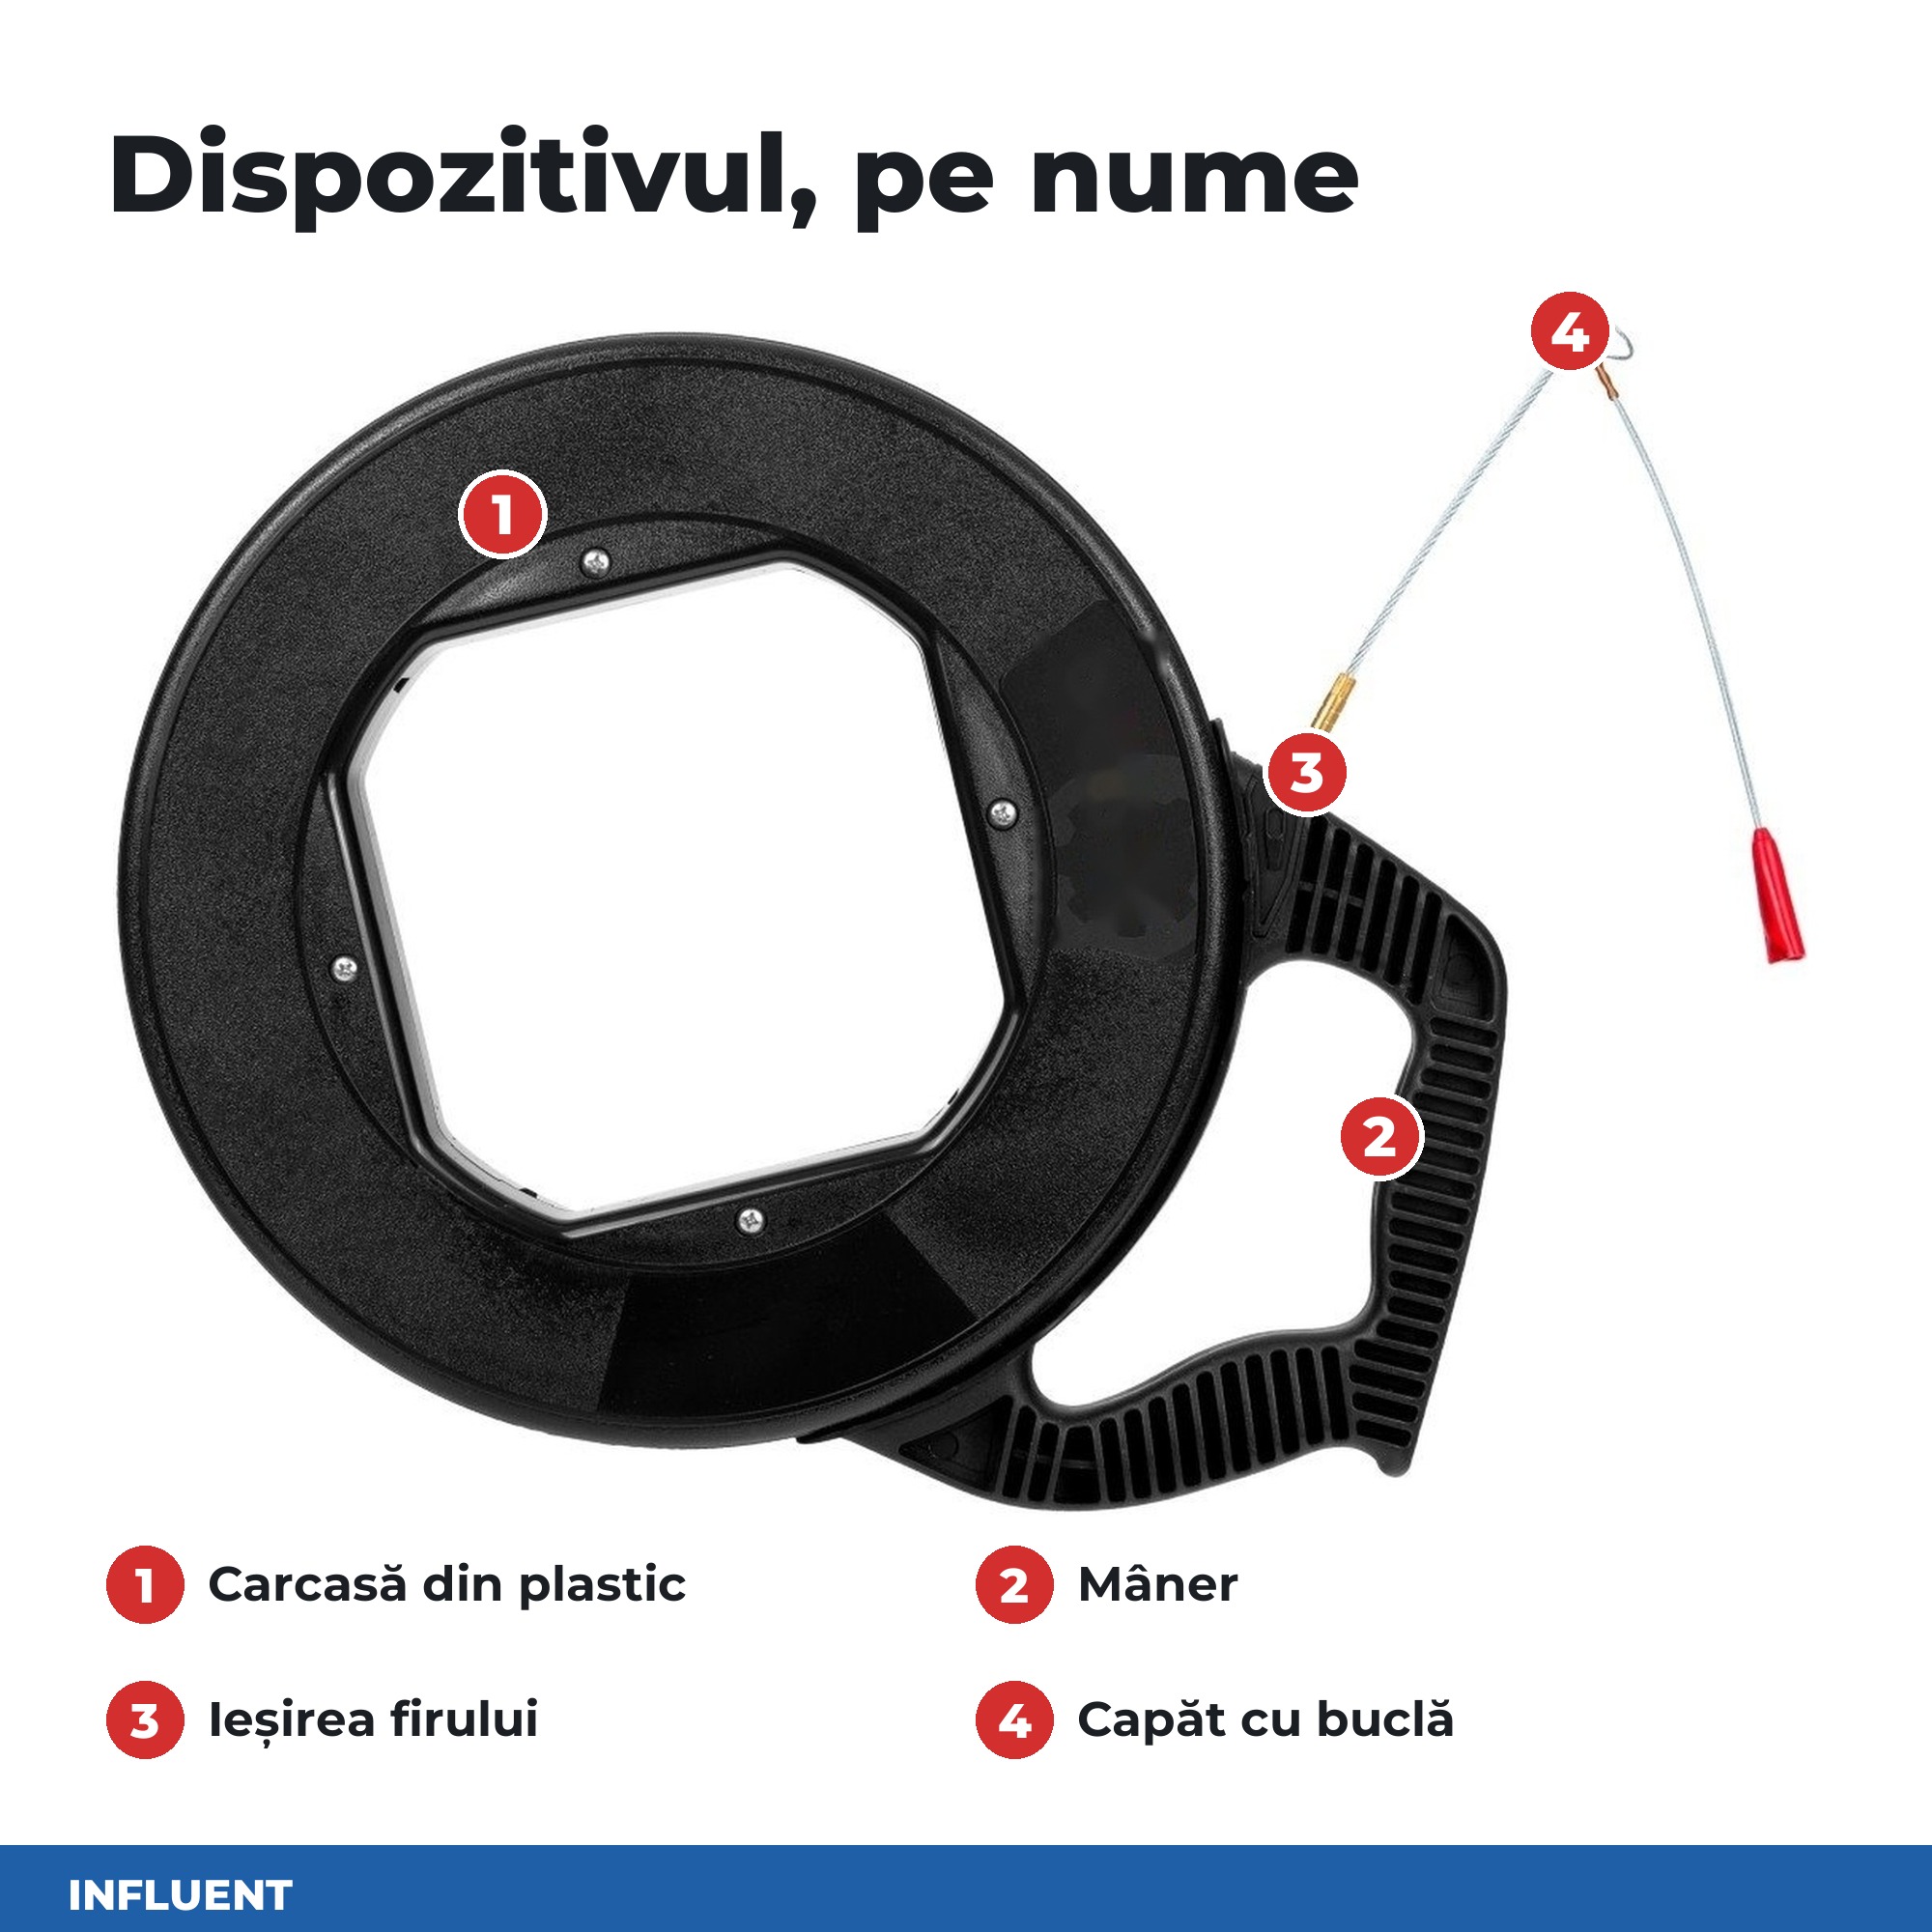 Dispozitivul, pe nume
4
1
3
2
1 Carcasă din plastic
2 Mâner
3 Ieșirea firului
4 Capăt cu buclă
INFLUENT